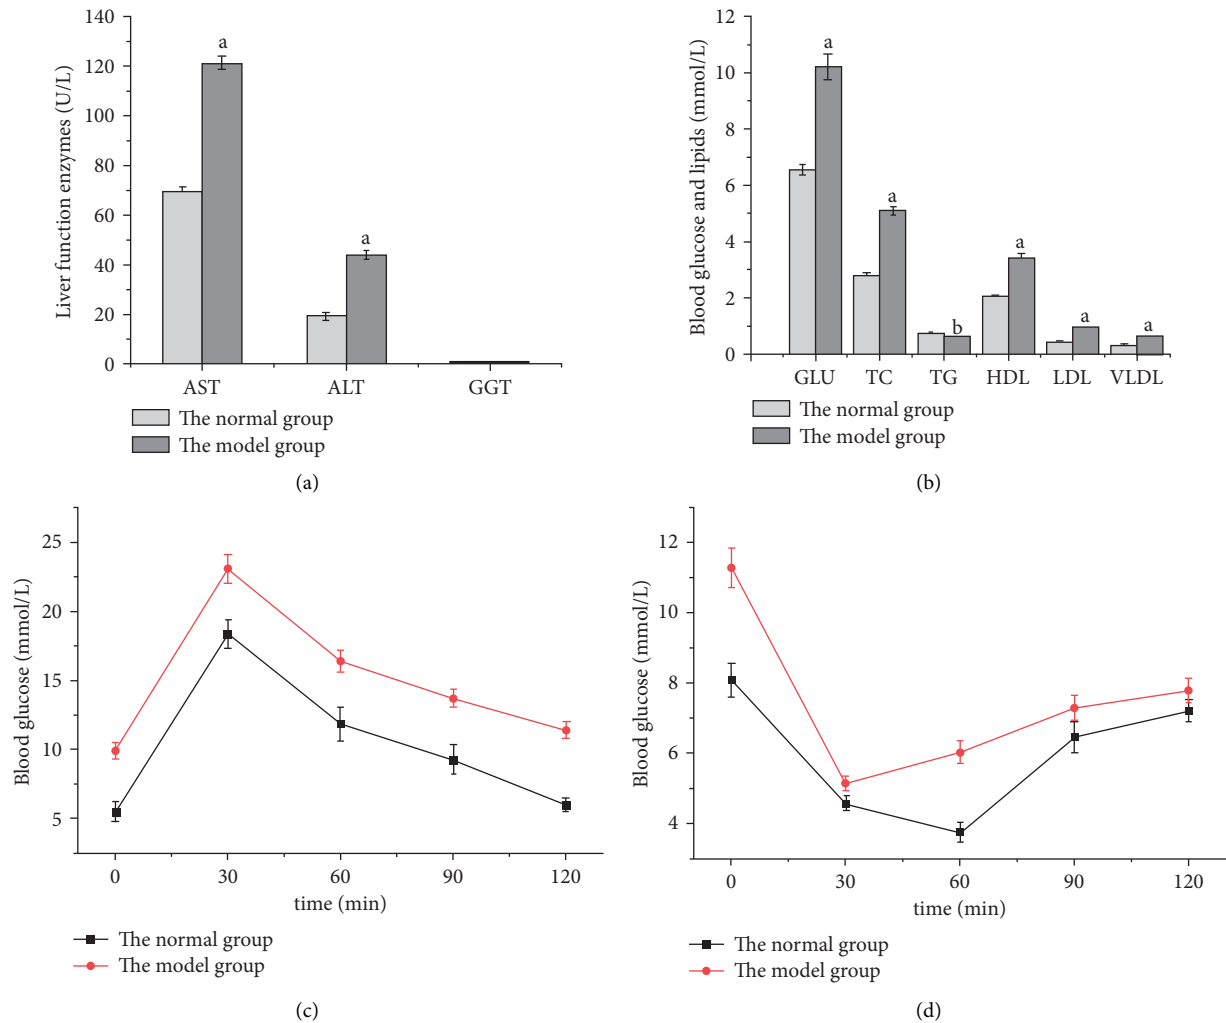 Liver function enzymes (U/L)
140
120
100
80
60
40
20
0
a
a
AST ALT GGT
The normal group
The model group
(a)
Blood glucose and lipids (mmol/L)
12
10
8
6
4
2
0
a
a
b
a
a
a
GLU TC TG HDL LDL VLDL
The normal group
The model group
(b)
Blood glucose (mmol/L)
25
20
15
10
5
0 30 60 90 120
time (min)
The normal group
The model group
(c)
Blood glucose (mmol/L)
12
10
8
6
4
0 30 60 90 120
time (min)
The normal group
The model group
(d)